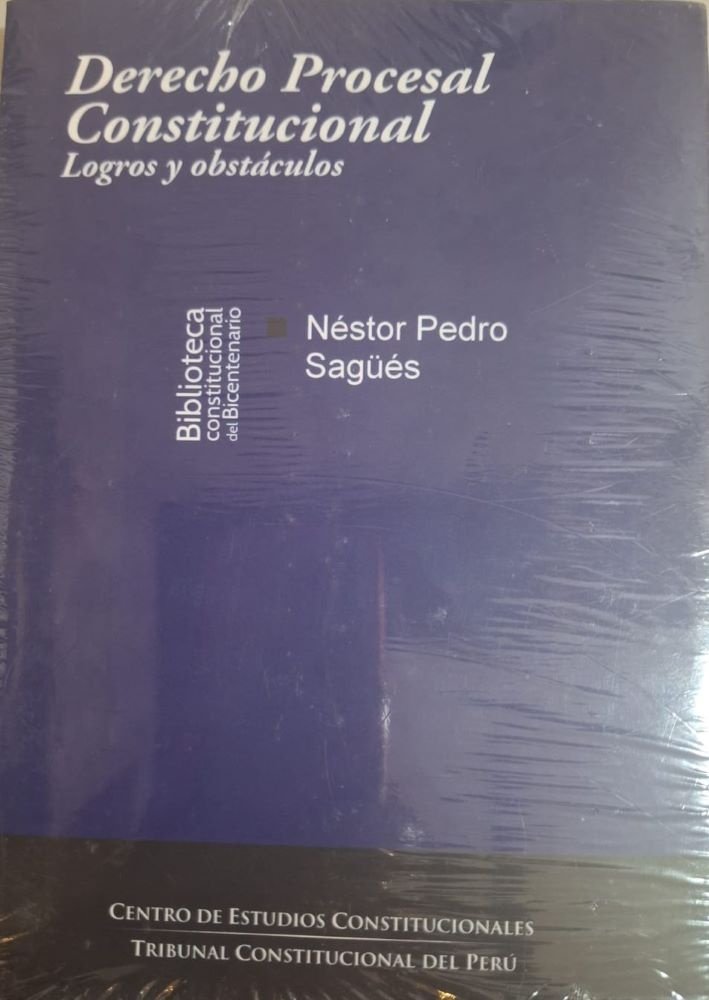 Derecho Procesal
Constitucional
Logros y obstáculos
Biblioteca
constitucional
del Bicentenario
Néstor Pedro
Sagüés
CENTRO DE ESTUDIOS CONSTITUCIONALES
TRIBUNAL CONSTITUCIONAL DEL PERÚ